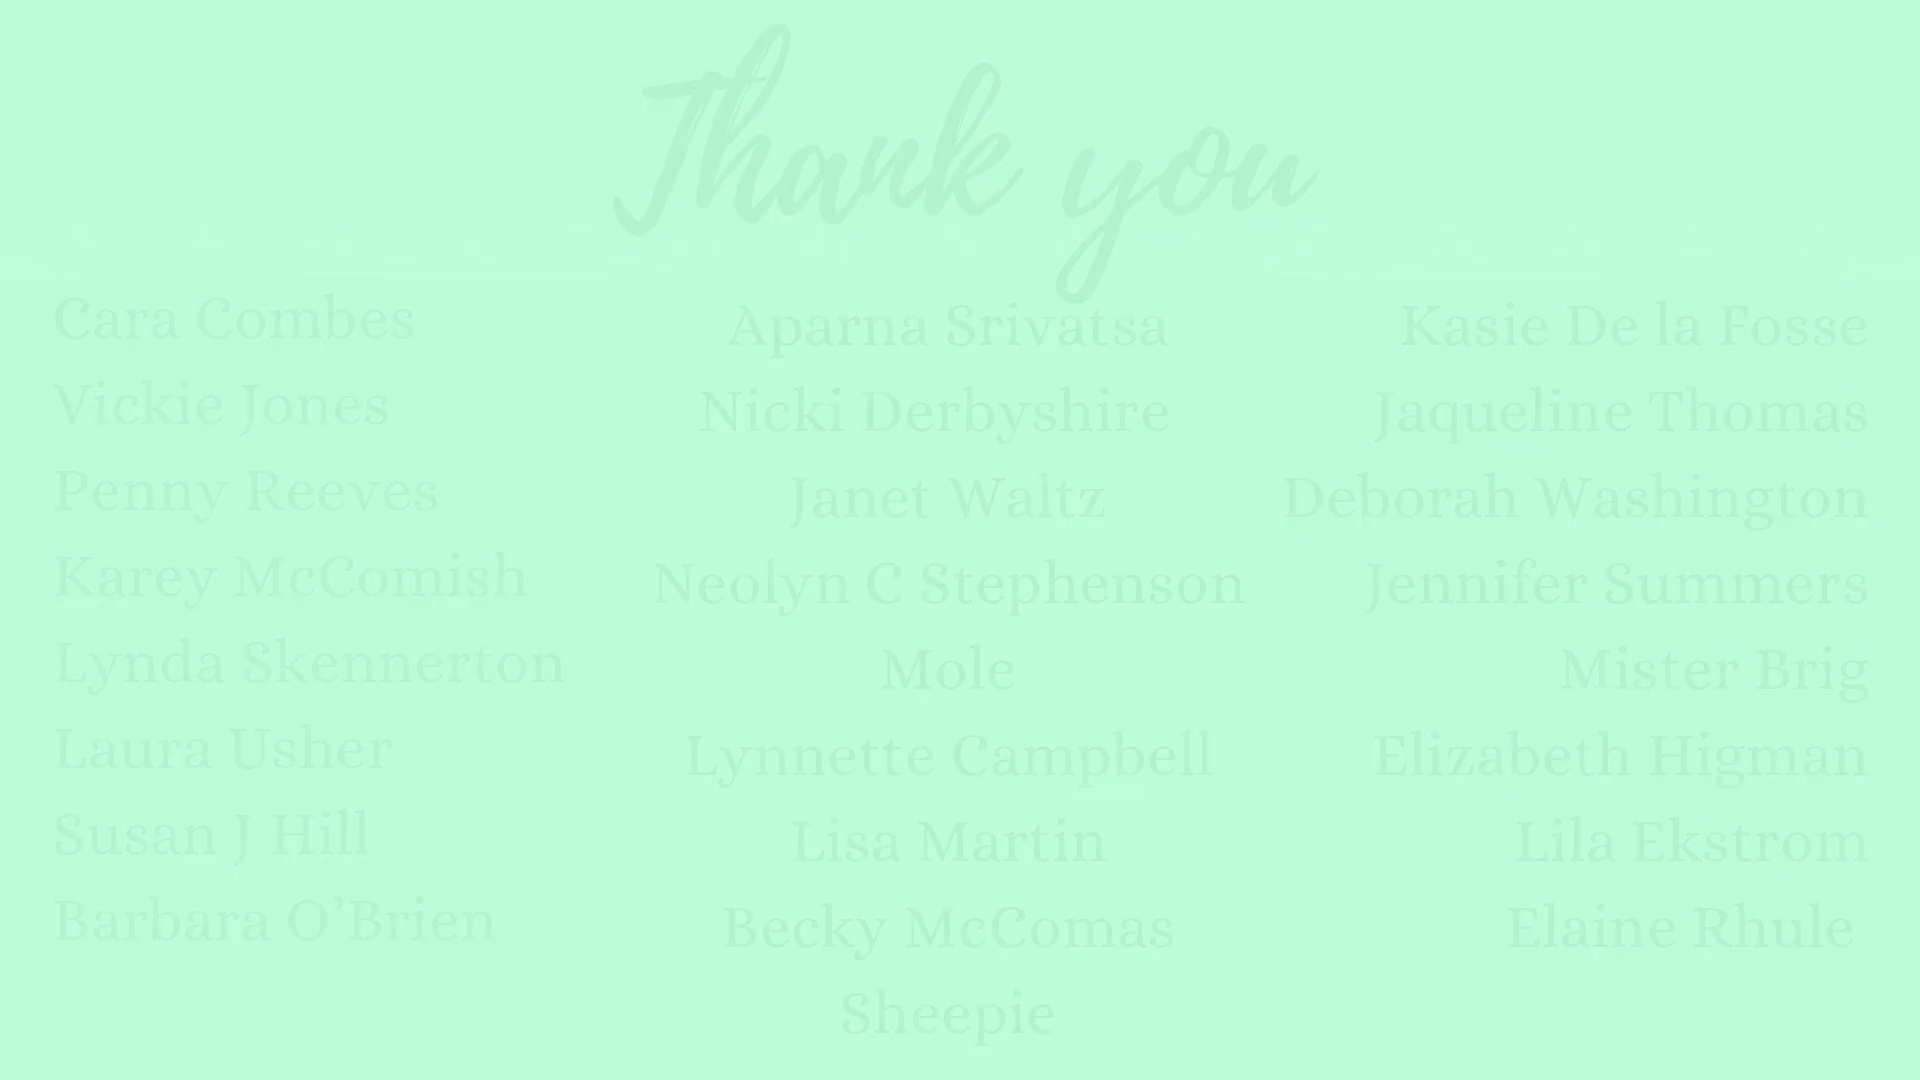 Thank you
Cara Combes
Vickie Jones
Penny Reeves
Karey McComish
Lynda Skennerton
Laura Usher
Susan J Hill
Barbara O’Brien
Aparna Srivatsa
Nicki Derbyshire
Janet Waltz
Neolyn C Stephenson
Mole
Lynnette Campbell
Lisa Martin
Becky McComas
Sheepie
Kasie De la Fosse
Jaqueline Thomas
Deborah Washington
Jennifer Summers
Mister Brig
Elizabeth Higman
Lila Ekstrom
Elaine Rhule